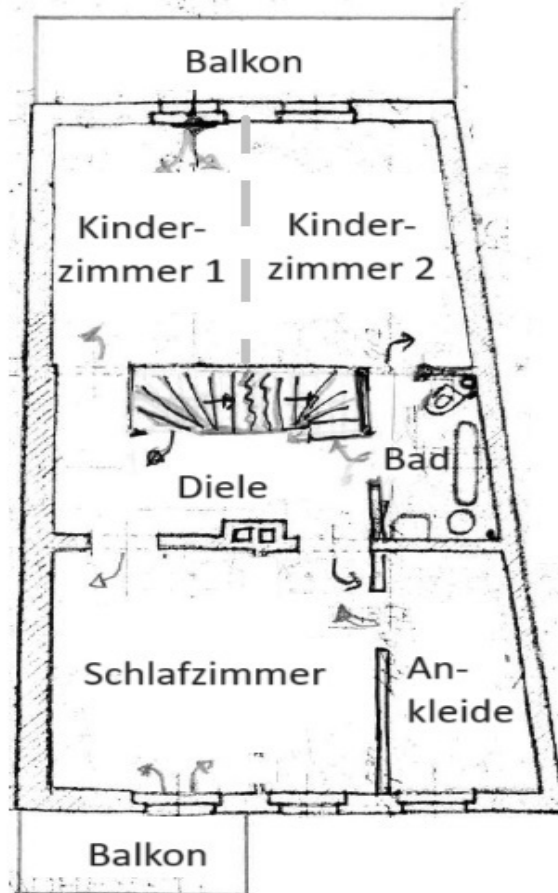 Balkon
Kinder-
zimmer 1
Kinder-
zimmer 2
Bad
Diele
Schlafzimmer
An-
kleide
Balkon